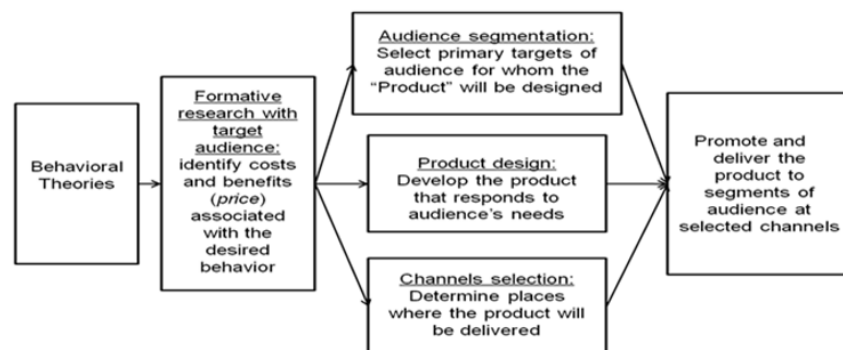 Behavioral
Theories
Formative
research with
target
audience:
identify costs
and benefits
(price)
associated
with the
desired
behavior
Audience segmentation:
Select primary targets of
audience for whom the
“Product” will be designed
Product design:
Develop the product
that responds to
audience’s needs
Channels selection:
Determine places
where the product will
be delivered
Promote and
deliver the
product to
segments of
audience at
selected channels